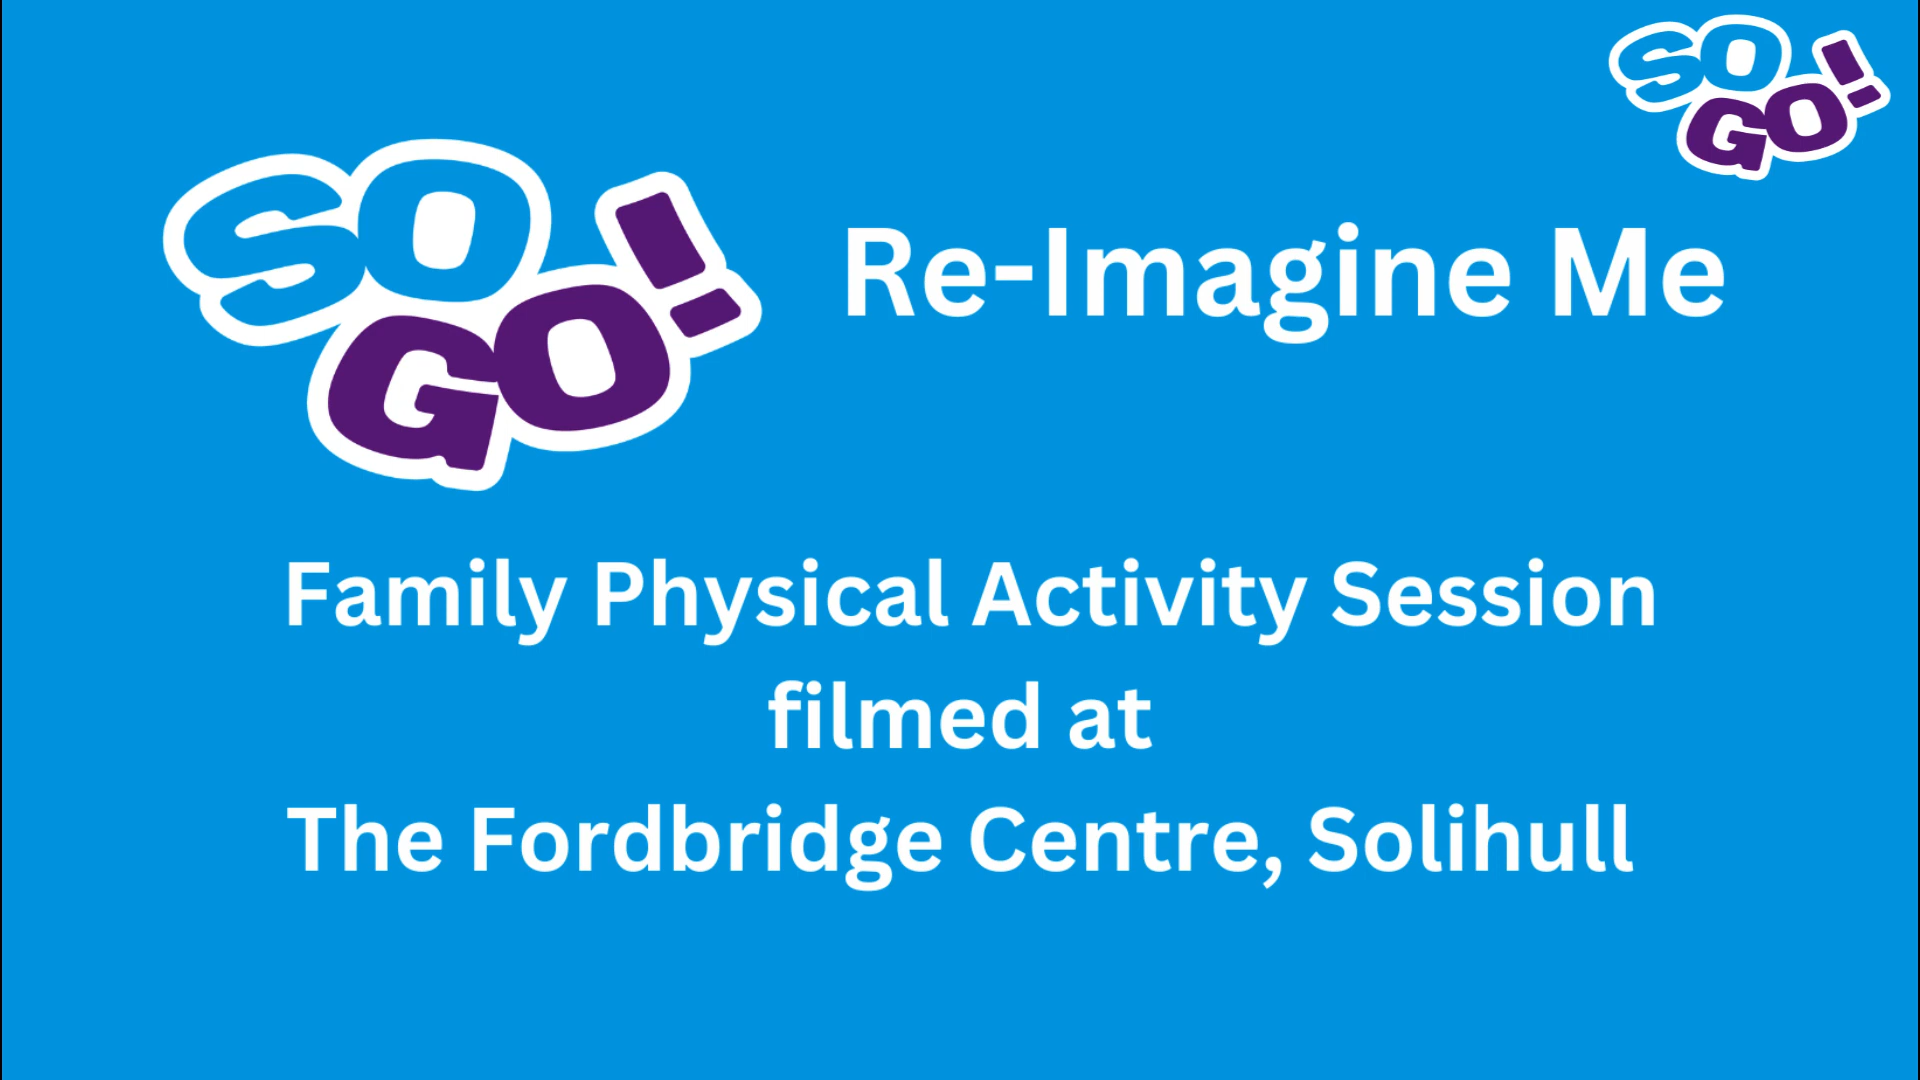 SO
GO!
SO
GO!
Re-Imagine Me
Family Physical Activity Session
filmed at
The Fordbridge Centre, Solihull